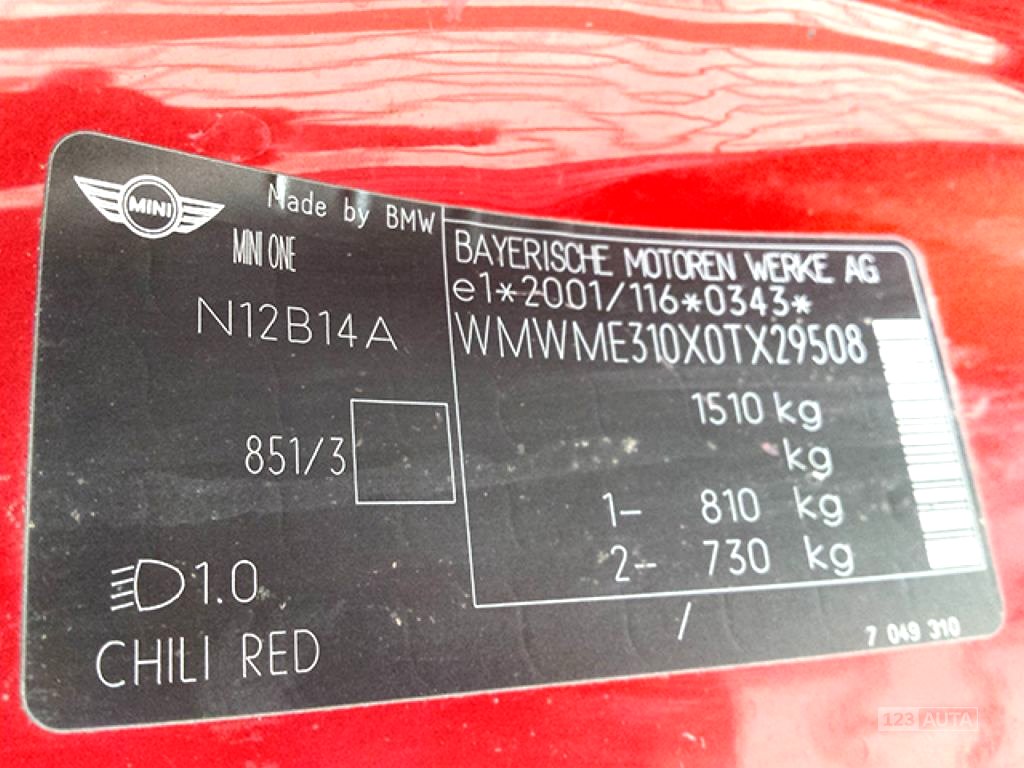 MINI
Made by BMW
MINI ONE
N12B14A
851/3
1.0
CHILI RED
BAYERISCHE MOTOREN WERKE AG
e1*2001/116*0343*
WMWME310X0TX29508
1510 kg
kg
1- 810 kg
2- 730 kg
/
7 049 310
123 AUTA